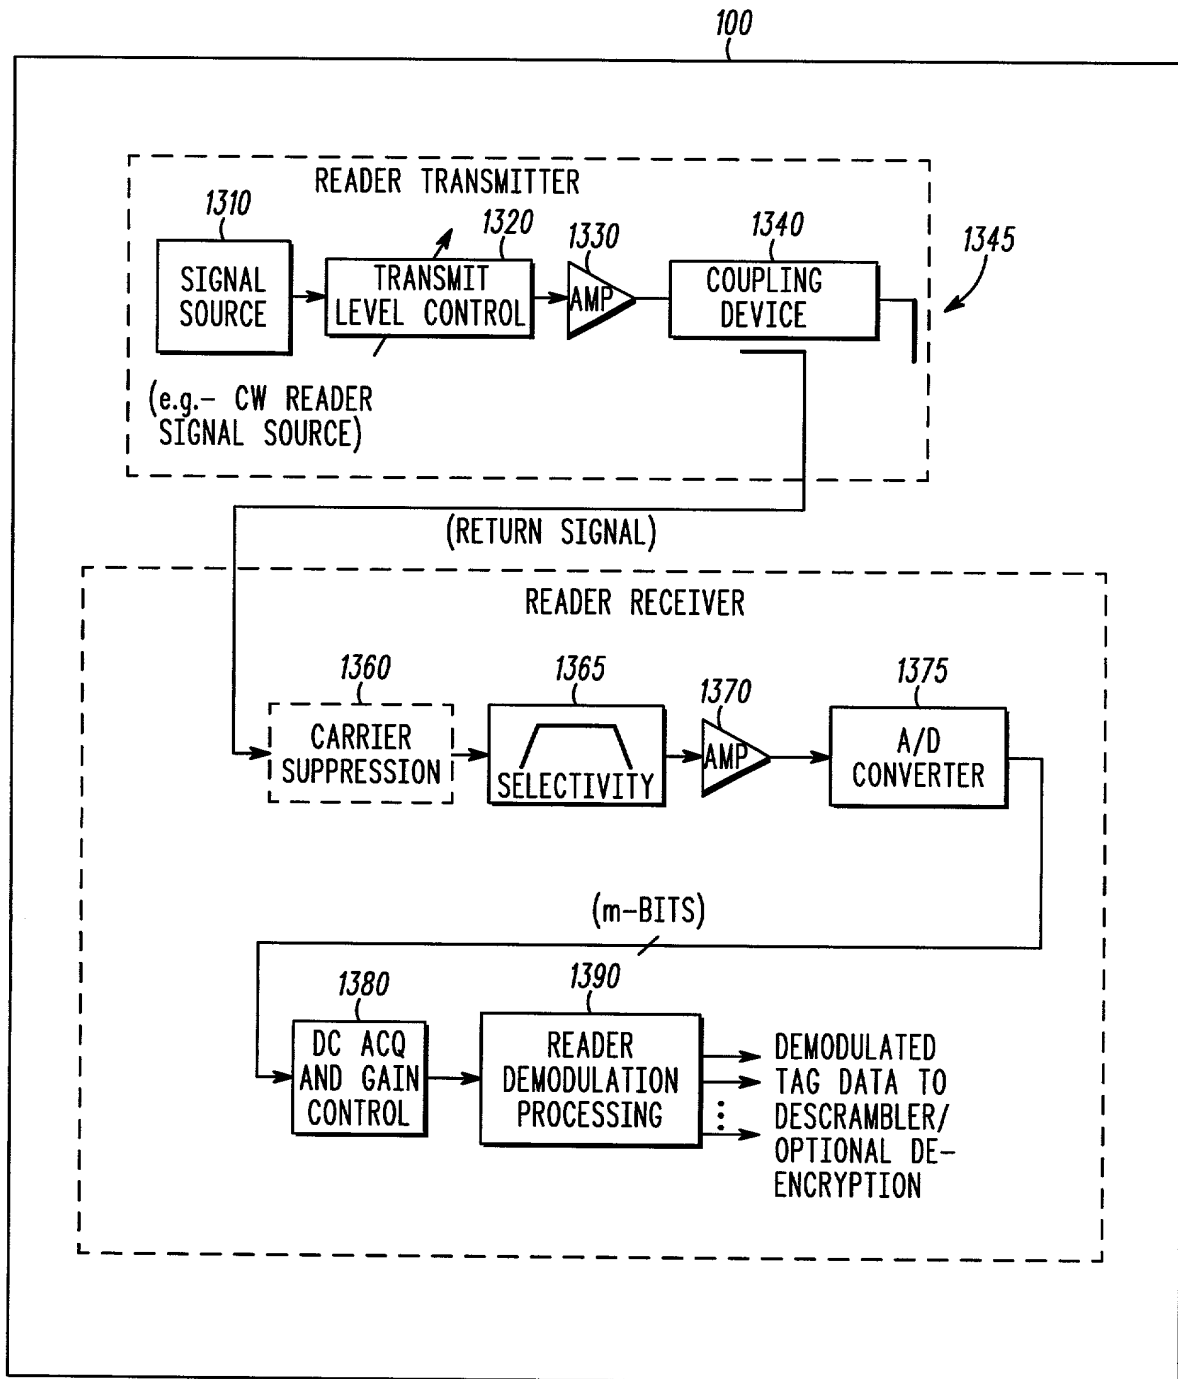 100
READER TRANSMITTER
1310
1320
1330
1340
1345
SIGNAL
SOURCE
TRANSMIT
LEVEL CONTROL
AMP
COUPLING
DEVICE
(e.g.- CW READER
SIGNAL SOURCE)
(RETURN SIGNAL)
READER RECEIVER
1360
1365
1370
1375
CARRIER
SUPPRESSION
SELECTIVITY
AMP
A/D
CONVERTER
(m-BITS)
1380
1390
DC ACQ
AND GAIN
CONTROL
READER
DEMODULATION
PROCESSING
DEMODULATED
TAG DATA TO
DESCRAMBLER/
OPTIONAL DE-
ENCRYPTION